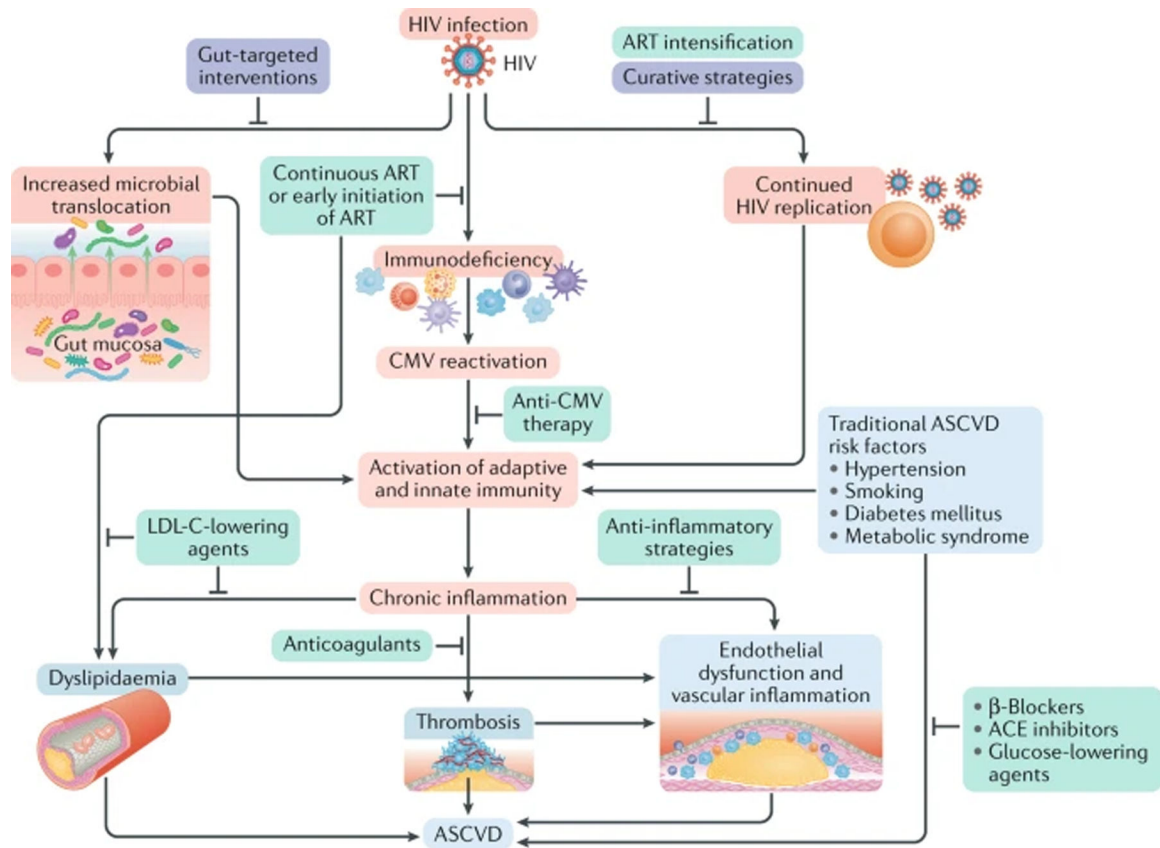 HIV infection
HIV
Gut-targeted
interventions
ART intensification
Curative strategies
Increased microbial
translocation
Gut mucosa
Continuous ART
or early initiation
of ART
Continued
HIV replication
Immunodeficiency
CMV reactivation
Anti-CMV
therapy
Traditional ASCVD
risk factors
• Hypertension
• Smoking
• Diabetes mellitus
• Metabolic syndrome
Activation of adaptive
and innate immunity
LDL-C-lowering
agents
Anti-inflammatory
strategies
Chronic inflammation
Anticoagulants
Dyslipidaemia
Thrombosis
Endothelial
dysfunction and
vascular inflammation
• β-Blockers
• ACE inhibitors
• Glucose-lowering
agents
ASCVD